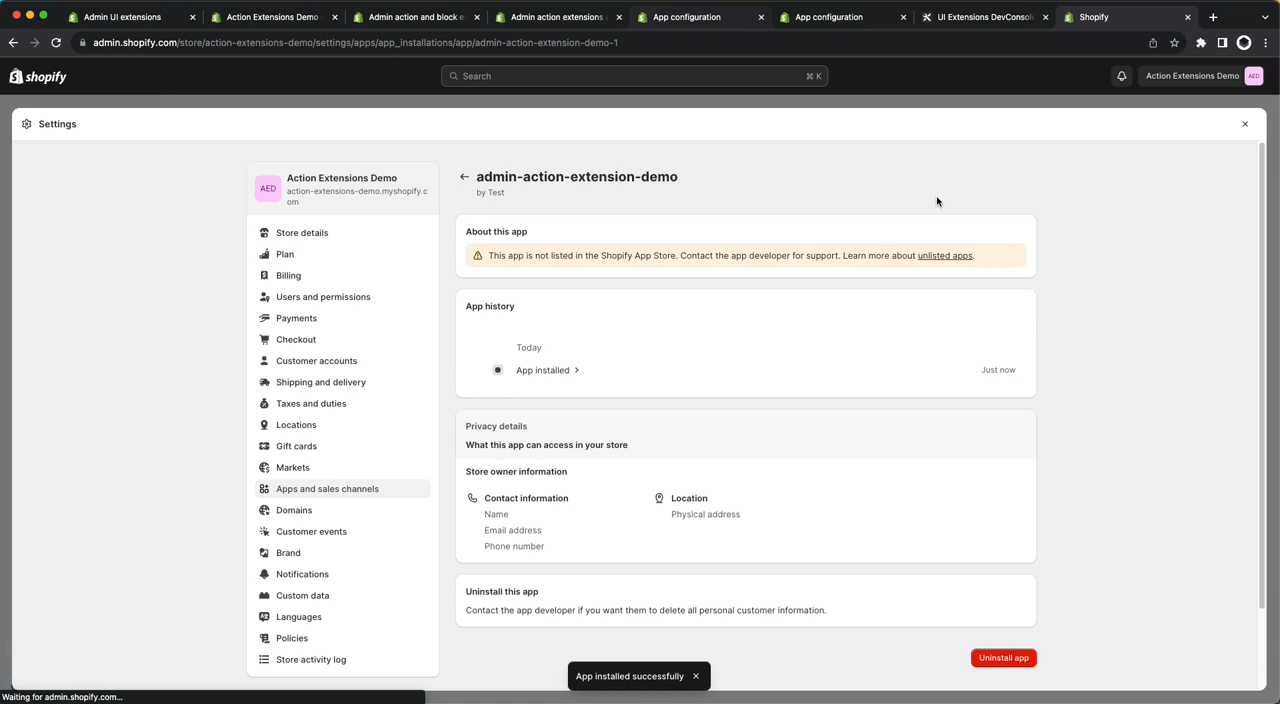 Admin UI extensions
Action Extensions Demo ·
Admin action and block e
Admin action extensions
App configuration
App configuration
UI Extensions DevConsol
Shopify
admin.shopify.com/store/action-extensions-demo/settings/apps/app_installations/app/admin-action-extension-demo-1
shopify
Search
⌘ K
Action Extensions Demo
AED
Settings
AED
Action Extensions Demo
action-extensions-demo.myshopify.c
om
Store details
Plan
Billing
Users and permissions
Payments
Checkout
Customer accounts
Shipping and delivery
Taxes and duties
Locations
Gift cards
Markets
Apps and sales channels
Domains
Customer events
Brand
Notifications
Custom data
Languages
Policies
Store activity log
admin-action-extension-demo
by Test
About this app
This app is not listed in the Shopify App Store. Contact the app developer for support. Learn more about unlisted apps.
App history
Today
App installed
Just now
Privacy details
What this app can access in your store
Store owner information
Contact information
Name
Email address
Phone number
Location
Physical address
Uninstall this app
Contact the app developer if you want them to delete all personal customer information.
Uninstall app
App installed successfully
Waiting for admin.shopify.com...